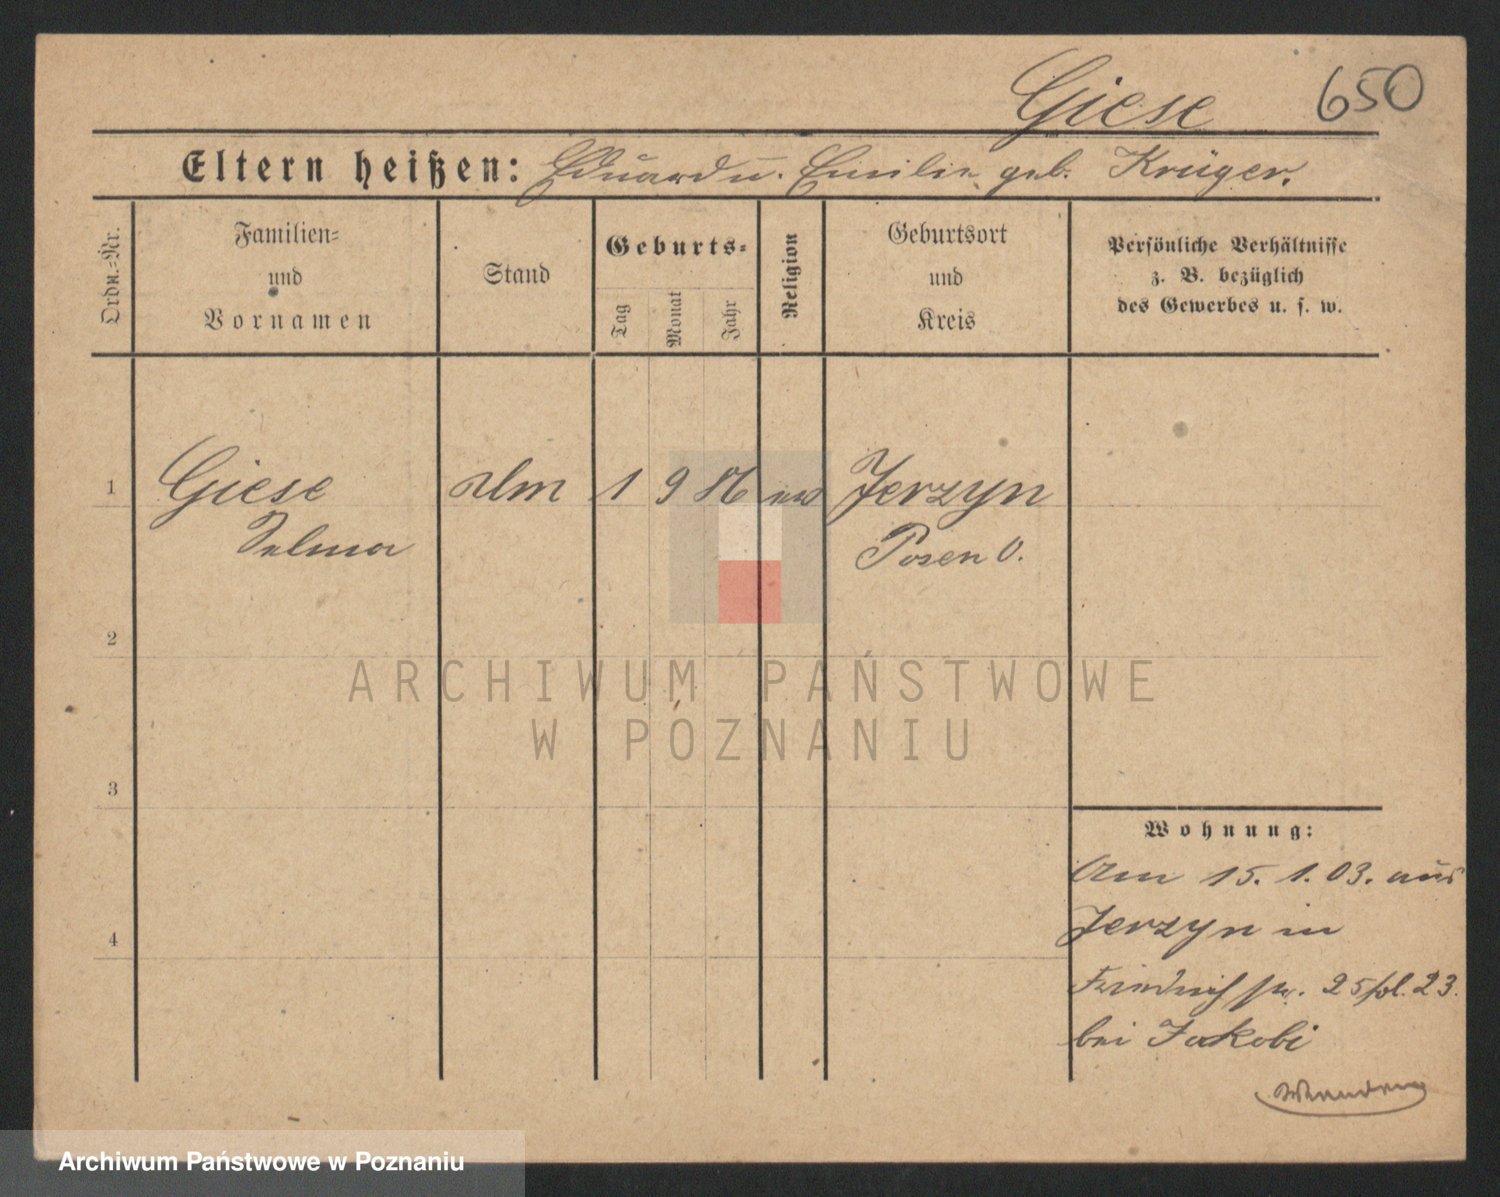 Giese 650
Eltern heißen: Eduard u. Emilie geb. Krüger.
Ordn.-Nr.
Familien-
und
Vornamen
Stand
Geburts-
Tag
Monat
Jahr
Religion
Geburtsort
und
Kreis
Persönliche Verhältnisse
z. B. bezüglich
des Gewerbes u. s. w.
1 Giese 1 9 86 Jerzyn
Selma Posen O.
2
ARCHIWUM PAŃSTWOWE
W POZNANIU
3
Wohnung:
Am 15. 1. 03. aus
4 Jerzyn in
Friedrichstr. 25 23.
bei Jakobi
Archiwum Państwowe w Poznaniu